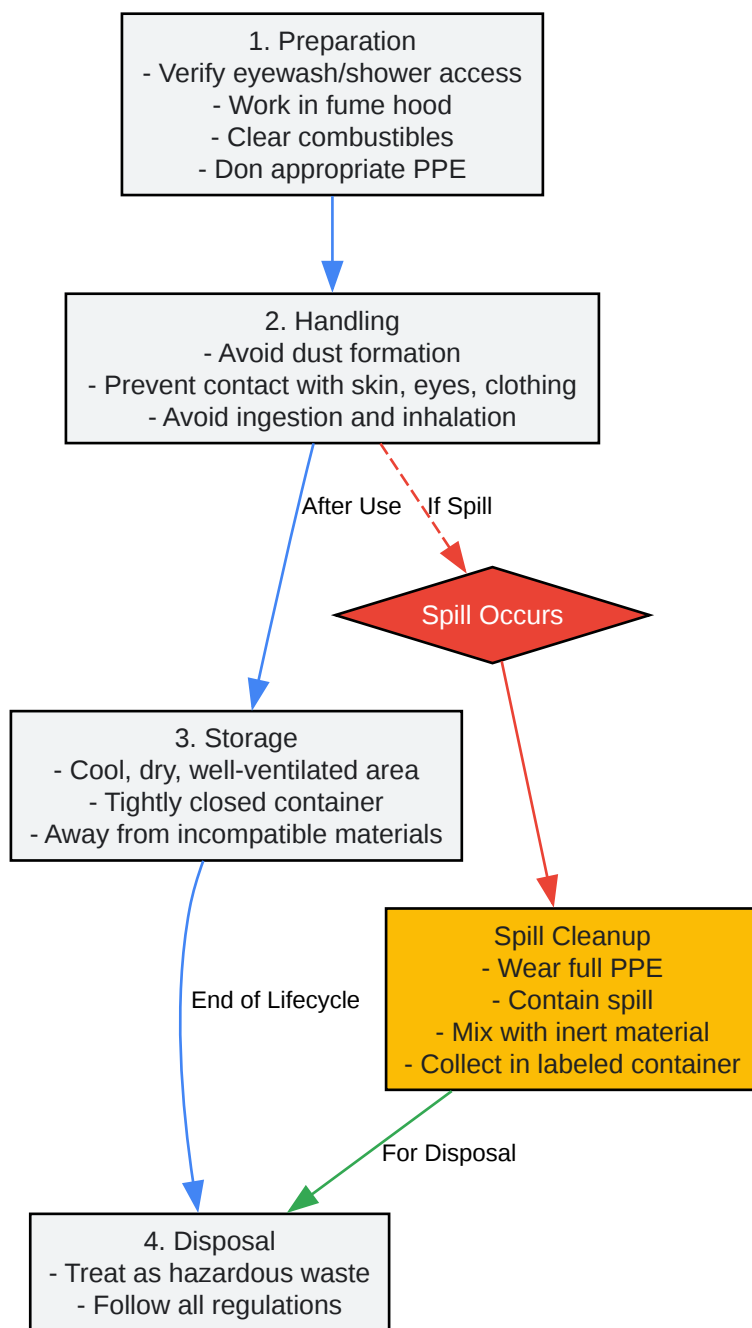 1. Preparation
- Verify eyewash/shower access
- Work in fume hood
- Clear combustibles
- Don appropriate PPE
2. Handling
- Avoid dust formation
- Prevent contact with skin, eyes, clothing
- Avoid ingestion and inhalation
After Use
If Spill
Spill Occurs
3. Storage
- Cool, dry, well-ventilated area
- Tightly closed container
- Away from incompatible materials
Spill Cleanup
- Wear full PPE
- Contain spill
- Mix with inert material
- Collect in labeled container
End of Lifecycle
For Disposal
4. Disposal
- Treat as hazardous waste
- Follow all regulations